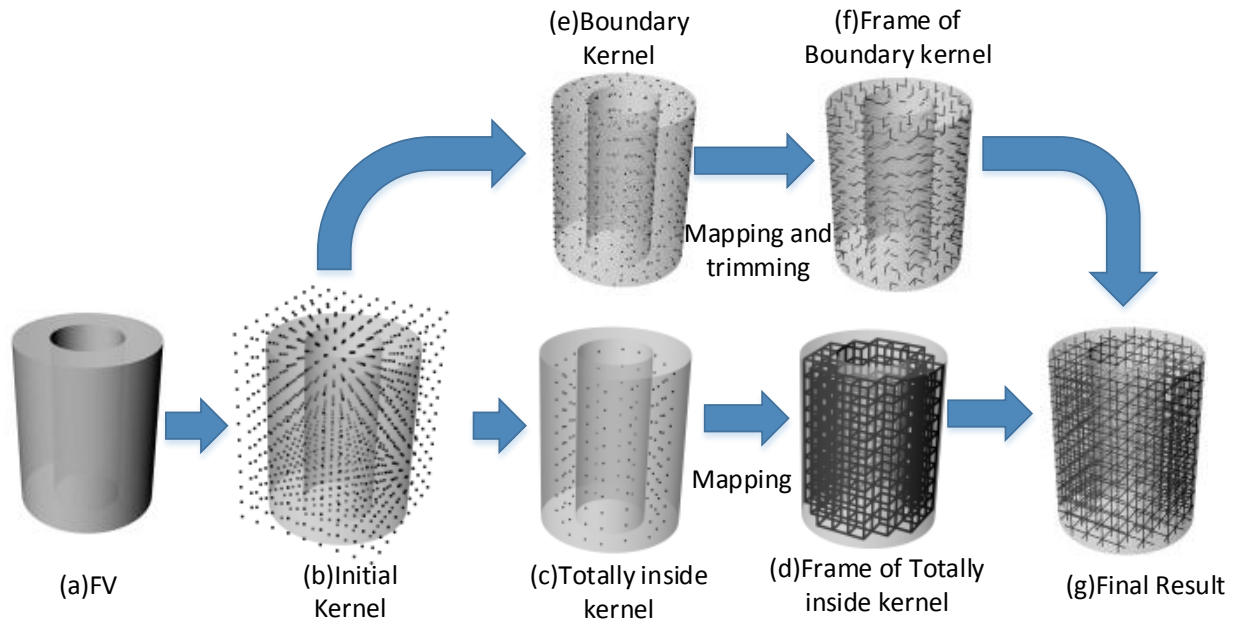 (e)Boundary
Kernel
(f)Frame of
Boundary kernel
Mapping and
trimming
Mapping
(a)FV
(b)Initial
Kernel
(c)Totally inside
kernel
(d)Frame of Totally
inside kernel
(g)Final Result